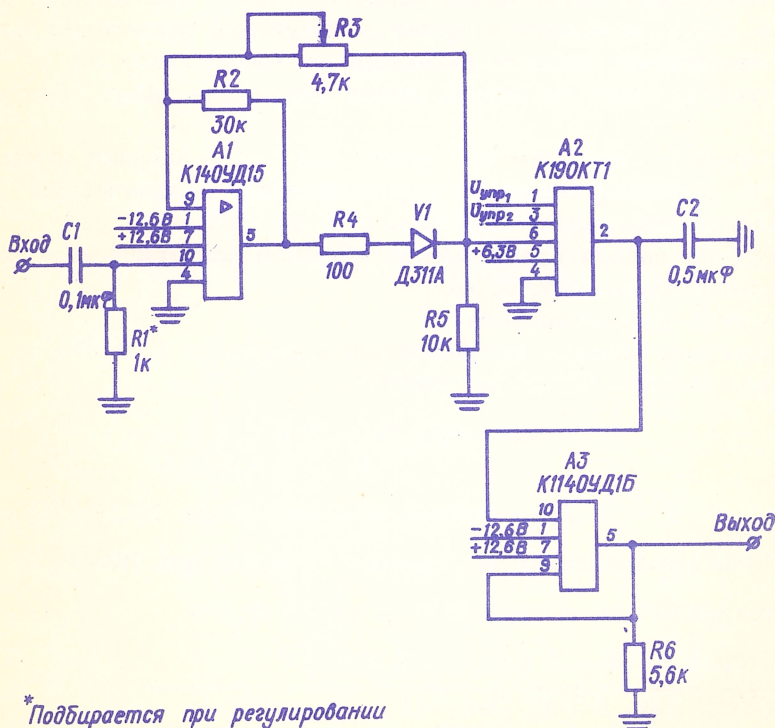 R3
4,7к
R2
30к
A1
К140УД15
9
-12,6В 1
+12,6В 7
10
4
5
Вход
C1
0,1мкФ
R1*
1к
R4
100
V1
Д311А
A2
К190КТ1
Uупр1 1
Uупр2 3
6
+6,3В 5
4
2
C2
0,5мкФ
R5
10к
A3
К1140УД1Б
10
-12,6В 1
+12,6В 7
9
5
Выход
R6
5,6к
*Подбирается при регулировании